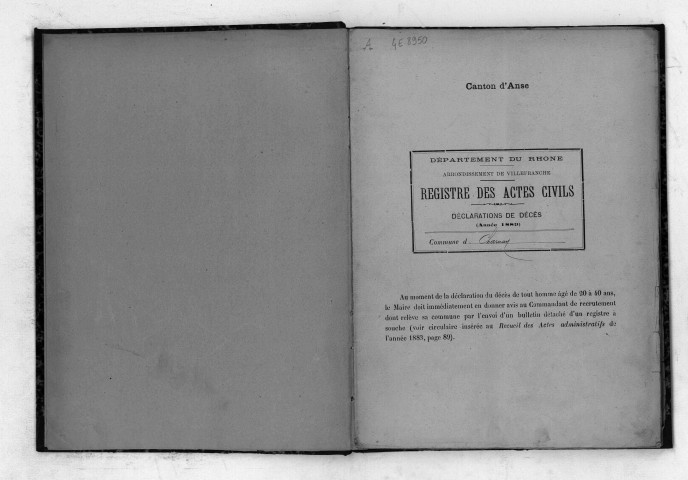 A 4E 8950
Canton d'Anse
DÉPARTEMENT DU RHONE
ARRONDISSEMENT DE VILLEFRANCHE
REGISTRE DES ACTES CIVILS
DÉCLARATIONS DE DÉCÈS
(Année 1889)
Commune d Charnay
Au moment de la déclaration du décès de tout homme âgé de 20 à 40 ans,
le Maire doit immédiatement en donner avis au Commandant de recrutement
dont relève sa commune par l'envoi d'un bulletin détaché d'un registre a
souche (voir circulaire insérée au Recueil des Actes administratifs de
l'année 1883, page 89).